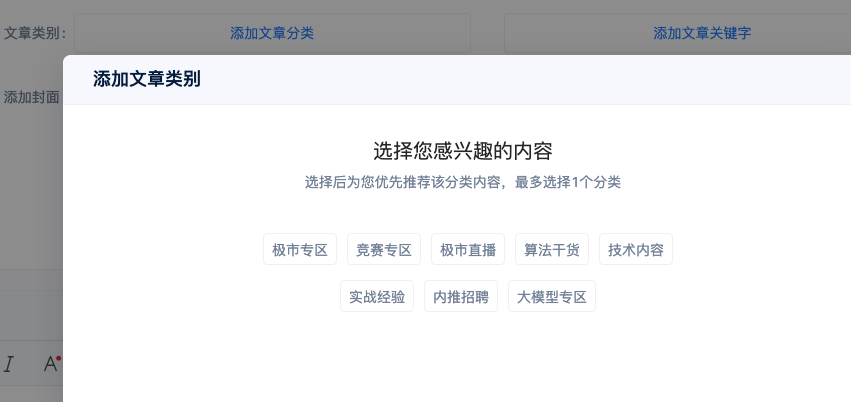 文章类别： 添加文章分类 添加文章关键字
添加文章类别
添加封面
选择您感兴趣的内容
选择后为您优先推荐该分类内容，最多选择1个分类
极市专区 竞赛专区 极市直播 算法干货 技术内容
实战经验 内推招聘 大模型专区
I A